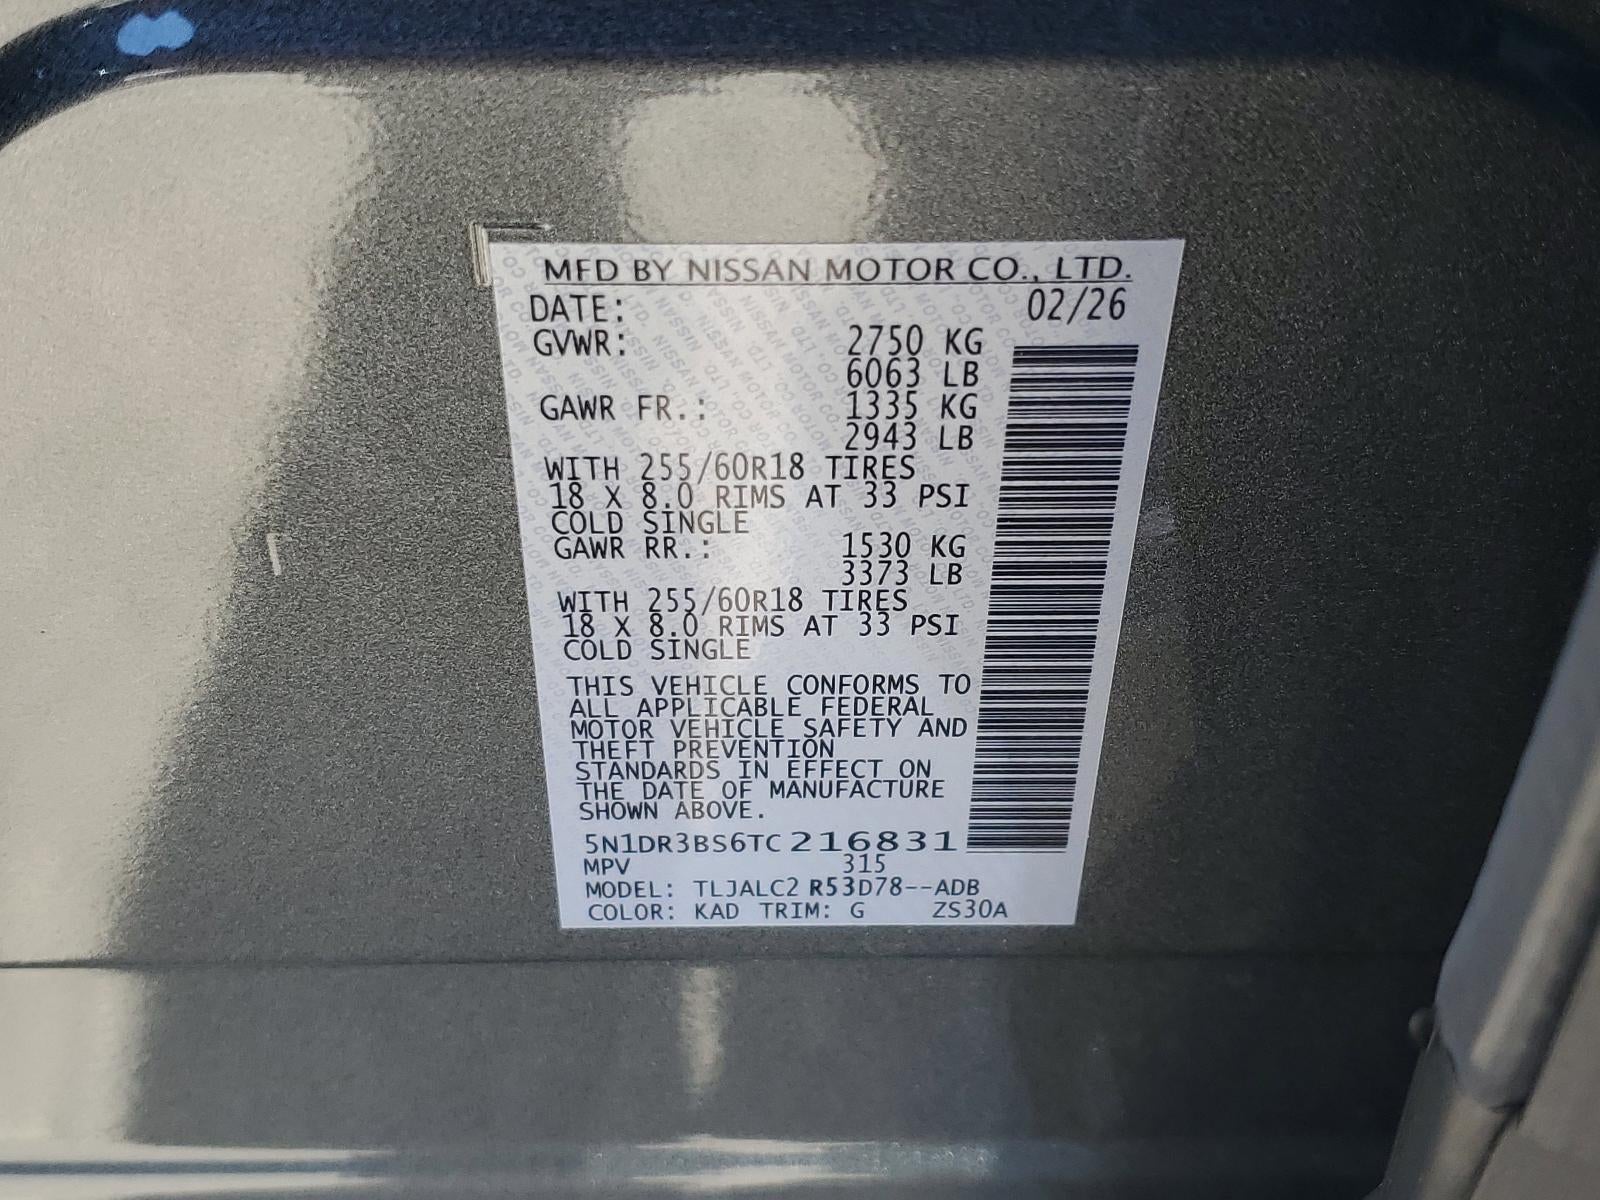 MFD BY NISSAN MOTOR CO., LTD.
DATE: 02/26
GVWR: 2750 KG
6063 LB
GAWR FR.: 1335 KG
2943 LB
WITH 255/60R18 TIRES
18 X 8.0 RIMS AT 33 PSI
COLD SINGLE
GAWR RR.: 1530 KG
3373 LB
WITH 255/60R18 TIRES
18 X 8.0 RIMS AT 33 PSI
COLD SINGLE
THIS VEHICLE CONFORMS TO
ALL APPLICABLE FEDERAL
MOTOR VEHICLE SAFETY AND
THEFT PREVENTION
STANDARDS IN EFFECT ON
THE DATE OF MANUFACTURE
SHOWN ABOVE.
5N1DR3BS6TC216831
MPV 315
MODEL: TLJALC2 R53D78--ADB
COLOR: KAD TRIM: G ZS30A